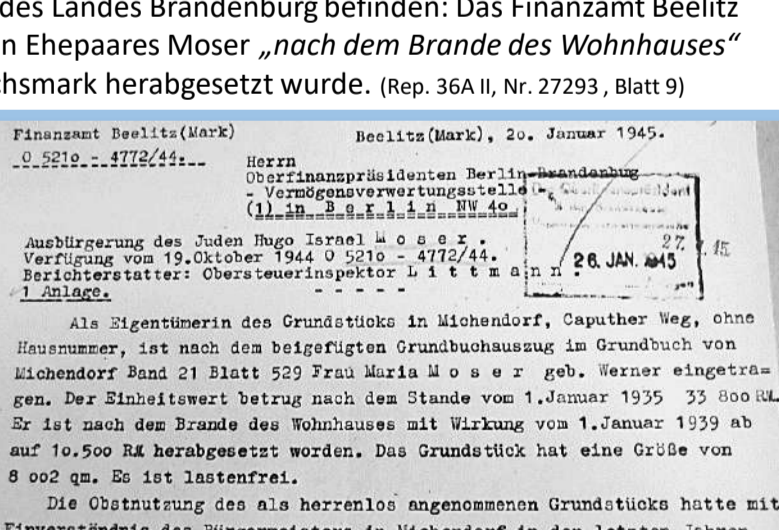 des Landes Brandenburg befinden: Das Finanzamt Beelitz
n Ehepaares Moser „nach dem Brande des Wohnhauses“
chsmark herabgesetzt wurde. (Rep. 36A II, Nr. 27293 , Blatt 9)
Finanzamt Beelitz(Mark)
Beelitz(Mark), 20. Januar 1945.
O 5210 - 4772/44.
Herrn
Oberfinanzpräsidenten Berlin-Brandenburg
- Vermögensverwertungsstelle
(1) in Berlin NW 40
27.
26. JAN. 1945
Ausbürgerung des Juden Hugo Israel Moser.
Verfügung vom 19.Oktober 1944 O 5210 - 4772/44.
Berichterstatter: Obersteuerinspektor Littmann.
1 Anlage.
Als Eigentümerin des Grundstücks in Michendorf, Caputher Weg, ohne
Hausnummer, ist nach dem beigefügten Grundbuchauszug im Grundbuch von
Michendorf Band 21 Blatt 529 Frau Maria Moser geb. Werner eingetra=
gen. Der Einheitswert betrug nach dem Stande vom 1.Januar 1935 33 800 RM.
Er ist nach dem Brande des Wohnhauses mit Wirkung vom 1.Januar 1939 ab
auf 10.500 RM herabgesetzt worden. Das Grundstück hat eine Größe von
8 002 qm. Es ist lastenfrei.
Die Obstnutzung des als herrenlos angenommenen Grundstücks hatte mit